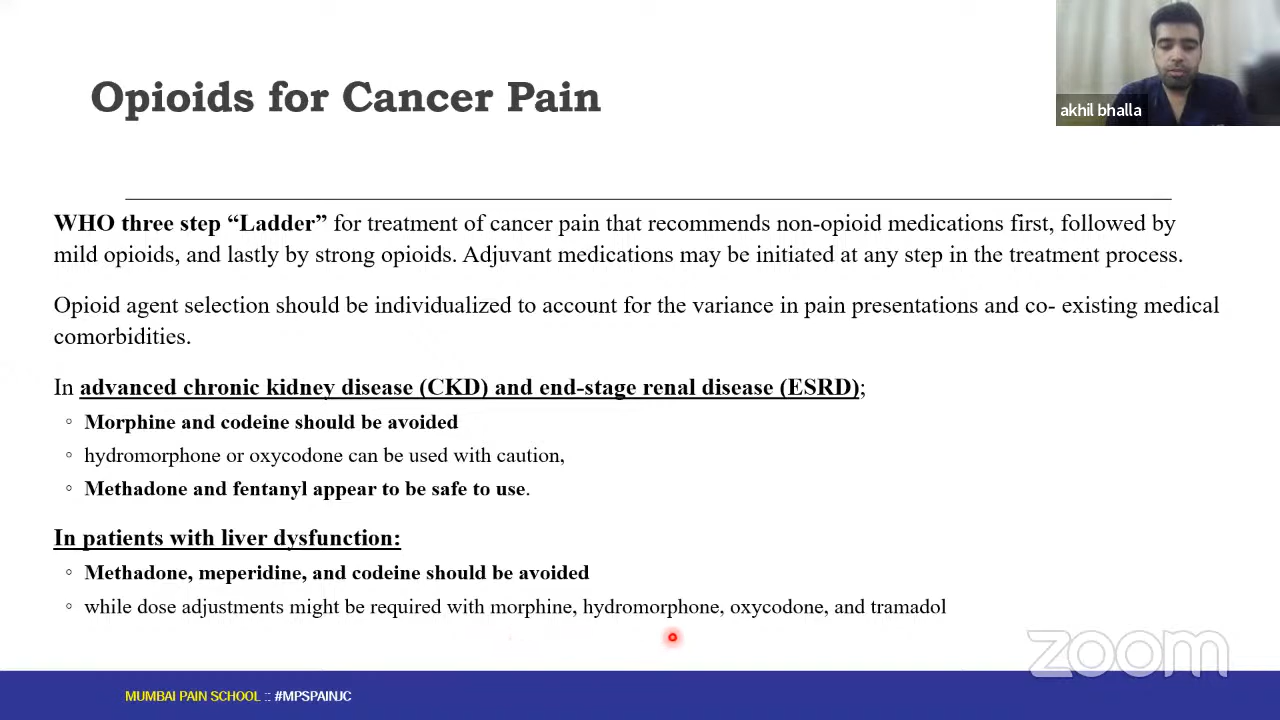 Opioids for Cancer Pain
akhil bhalla
WHO three step “Ladder” for treatment of cancer pain that recommends non-opioid medications first, followed by
mild opioids, and lastly by strong opioids. Adjuvant medications may be initiated at any step in the treatment process.
Opioid agent selection should be individualized to account for the variance in pain presentations and co- existing medical
comorbidities.
In advanced chronic kidney disease (CKD) and end-stage renal disease (ESRD);
◦ Morphine and codeine should be avoided
◦ hydromorphone or oxycodone can be used with caution,
◦ Methadone and fentanyl appear to be safe to use.
In patients with liver dysfunction:
◦ Methadone, meperidine, and codeine should be avoided
◦ while dose adjustments might be required with morphine, hydromorphone, oxycodone, and tramadol
zoom
MUMBAI PAIN SCHOOL :: #MPSPAINJC